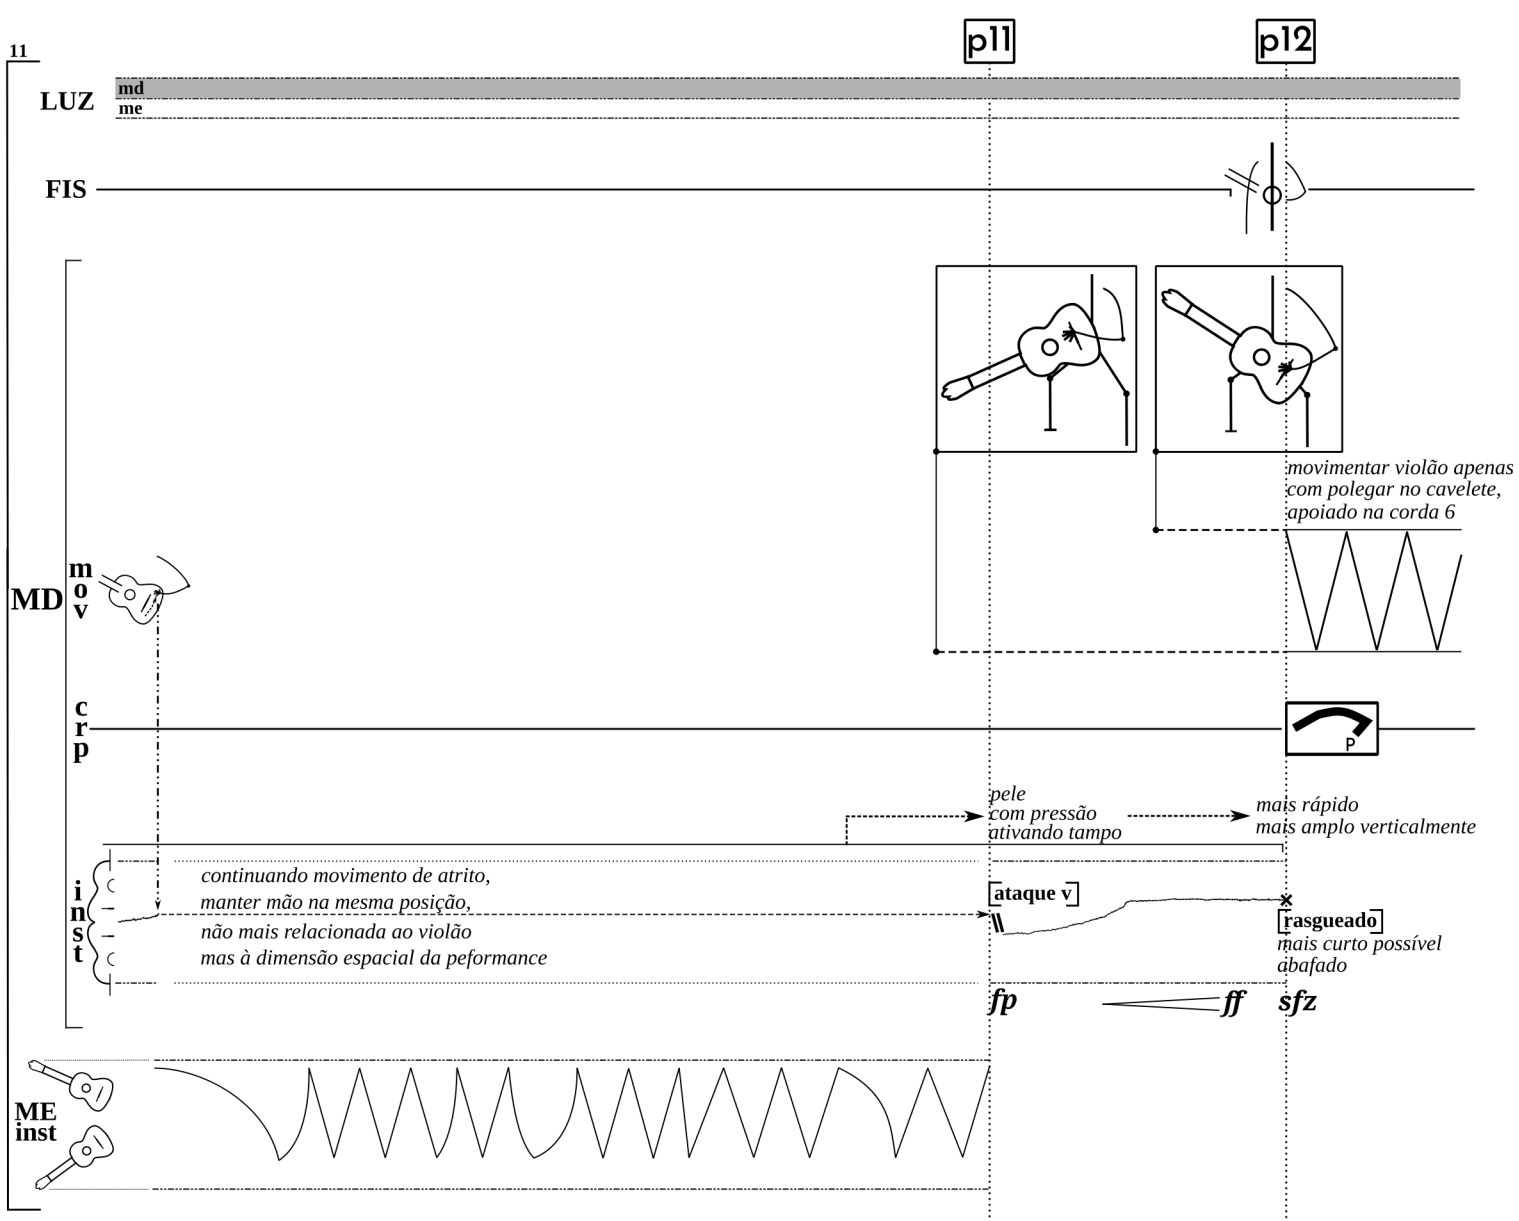 p11
p12
11
LUZ
md
me
FIS
movimentar violão apenas
com polegar no cavelete,
apoiado na corda 6
MD
mov
crp
P
pele
com pressão
ativando tampo
mais rápido
mais amplo verticalmente
inst
continuando movimento de atrito,
manter mão na mesma posição,
não mais relacionada ao violão
mas à dimensão espacial da peformance
ataque v
rasgueado
mais curto possível
abafado
fp
ff
sfz
ME
inst